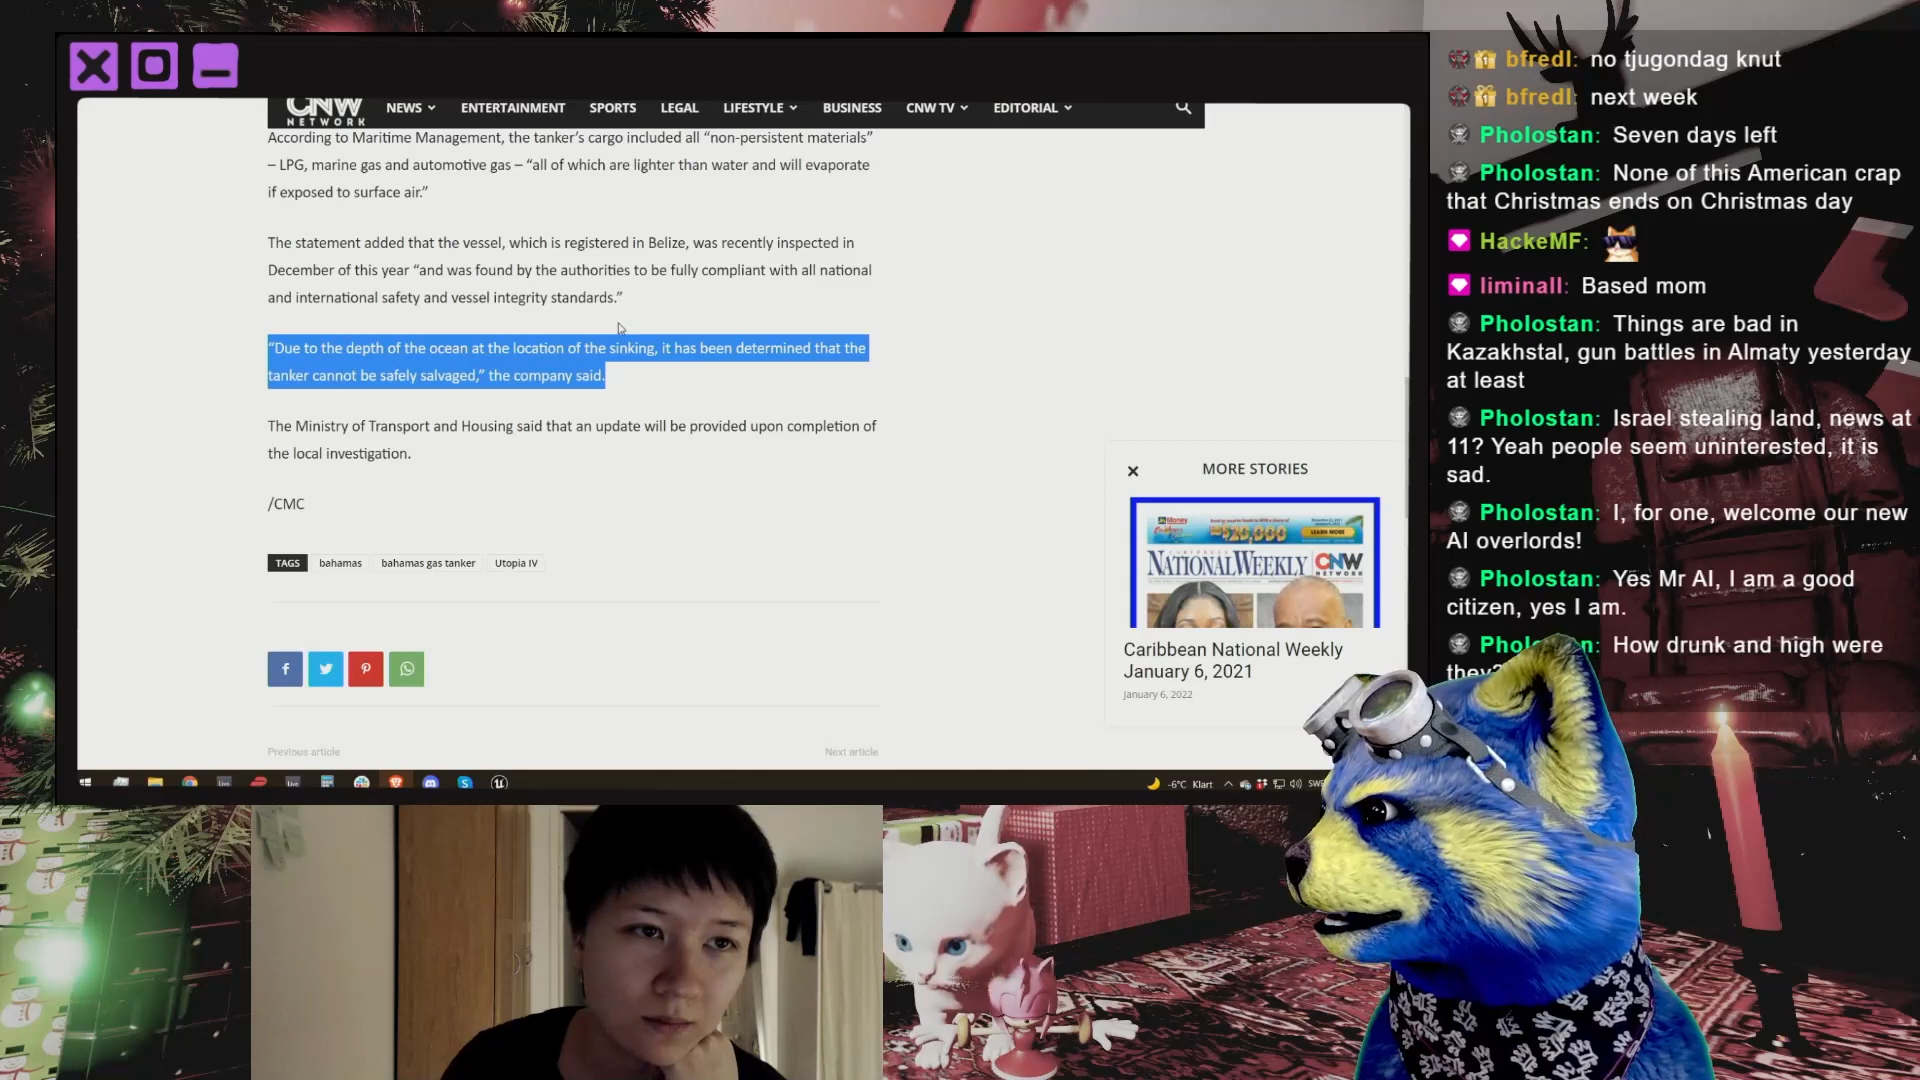 CNW
NETWORK
NEWS
ENTERTAINMENT
SPORTS
LEGAL
LIFESTYLE
BUSINESS
CNW TV
EDITORIAL
According to Maritime Management, the tanker’s cargo included all “non-persistent materials”
– LPG, marine gas and automotive gas – “all of which are lighter than water and will evaporate
if exposed to surface air.”
The statement added that the vessel, which is registered in Belize, was recently inspected in
December of this year “and was found by the authorities to be fully compliant with all national
and international safety and vessel integrity standards.”
“Due to the depth of the ocean at the location of the sinking, it has been determined that the
tanker cannot be safely salvaged,” the company said.
The Ministry of Transport and Housing said that an update will be provided upon completion of
the local investigation.
/CMC
TAGS
bahamas
bahamas gas tanker
Utopia IV
Previous article
Next article
MORE STORIES
Money
$20,000
LEARN MORE
NATIONAL WEEKLY
CNW
NETWORK
Caribbean National Weekly
January 6, 2021
January 6, 2022
-6°C Klart
bfredl: no tjugondag knut
bfredl: next week
Pholostan: Seven days left
Pholostan: None of this American crap
that Christmas ends on Christmas day
HackeMF:
liminall: Based mom
Pholostan: Things are bad in
Kazakhstal, gun battles in Almaty yesterday
at least
Pholostan: Israel stealing land, news at
11? Yeah people seem uninterested, it is
sad.
Pholostan: I, for one, welcome our new
AI overlords!
Pholostan: Yes Mr AI, I am a good
citizen, yes I am.
How drunk and high were
they?